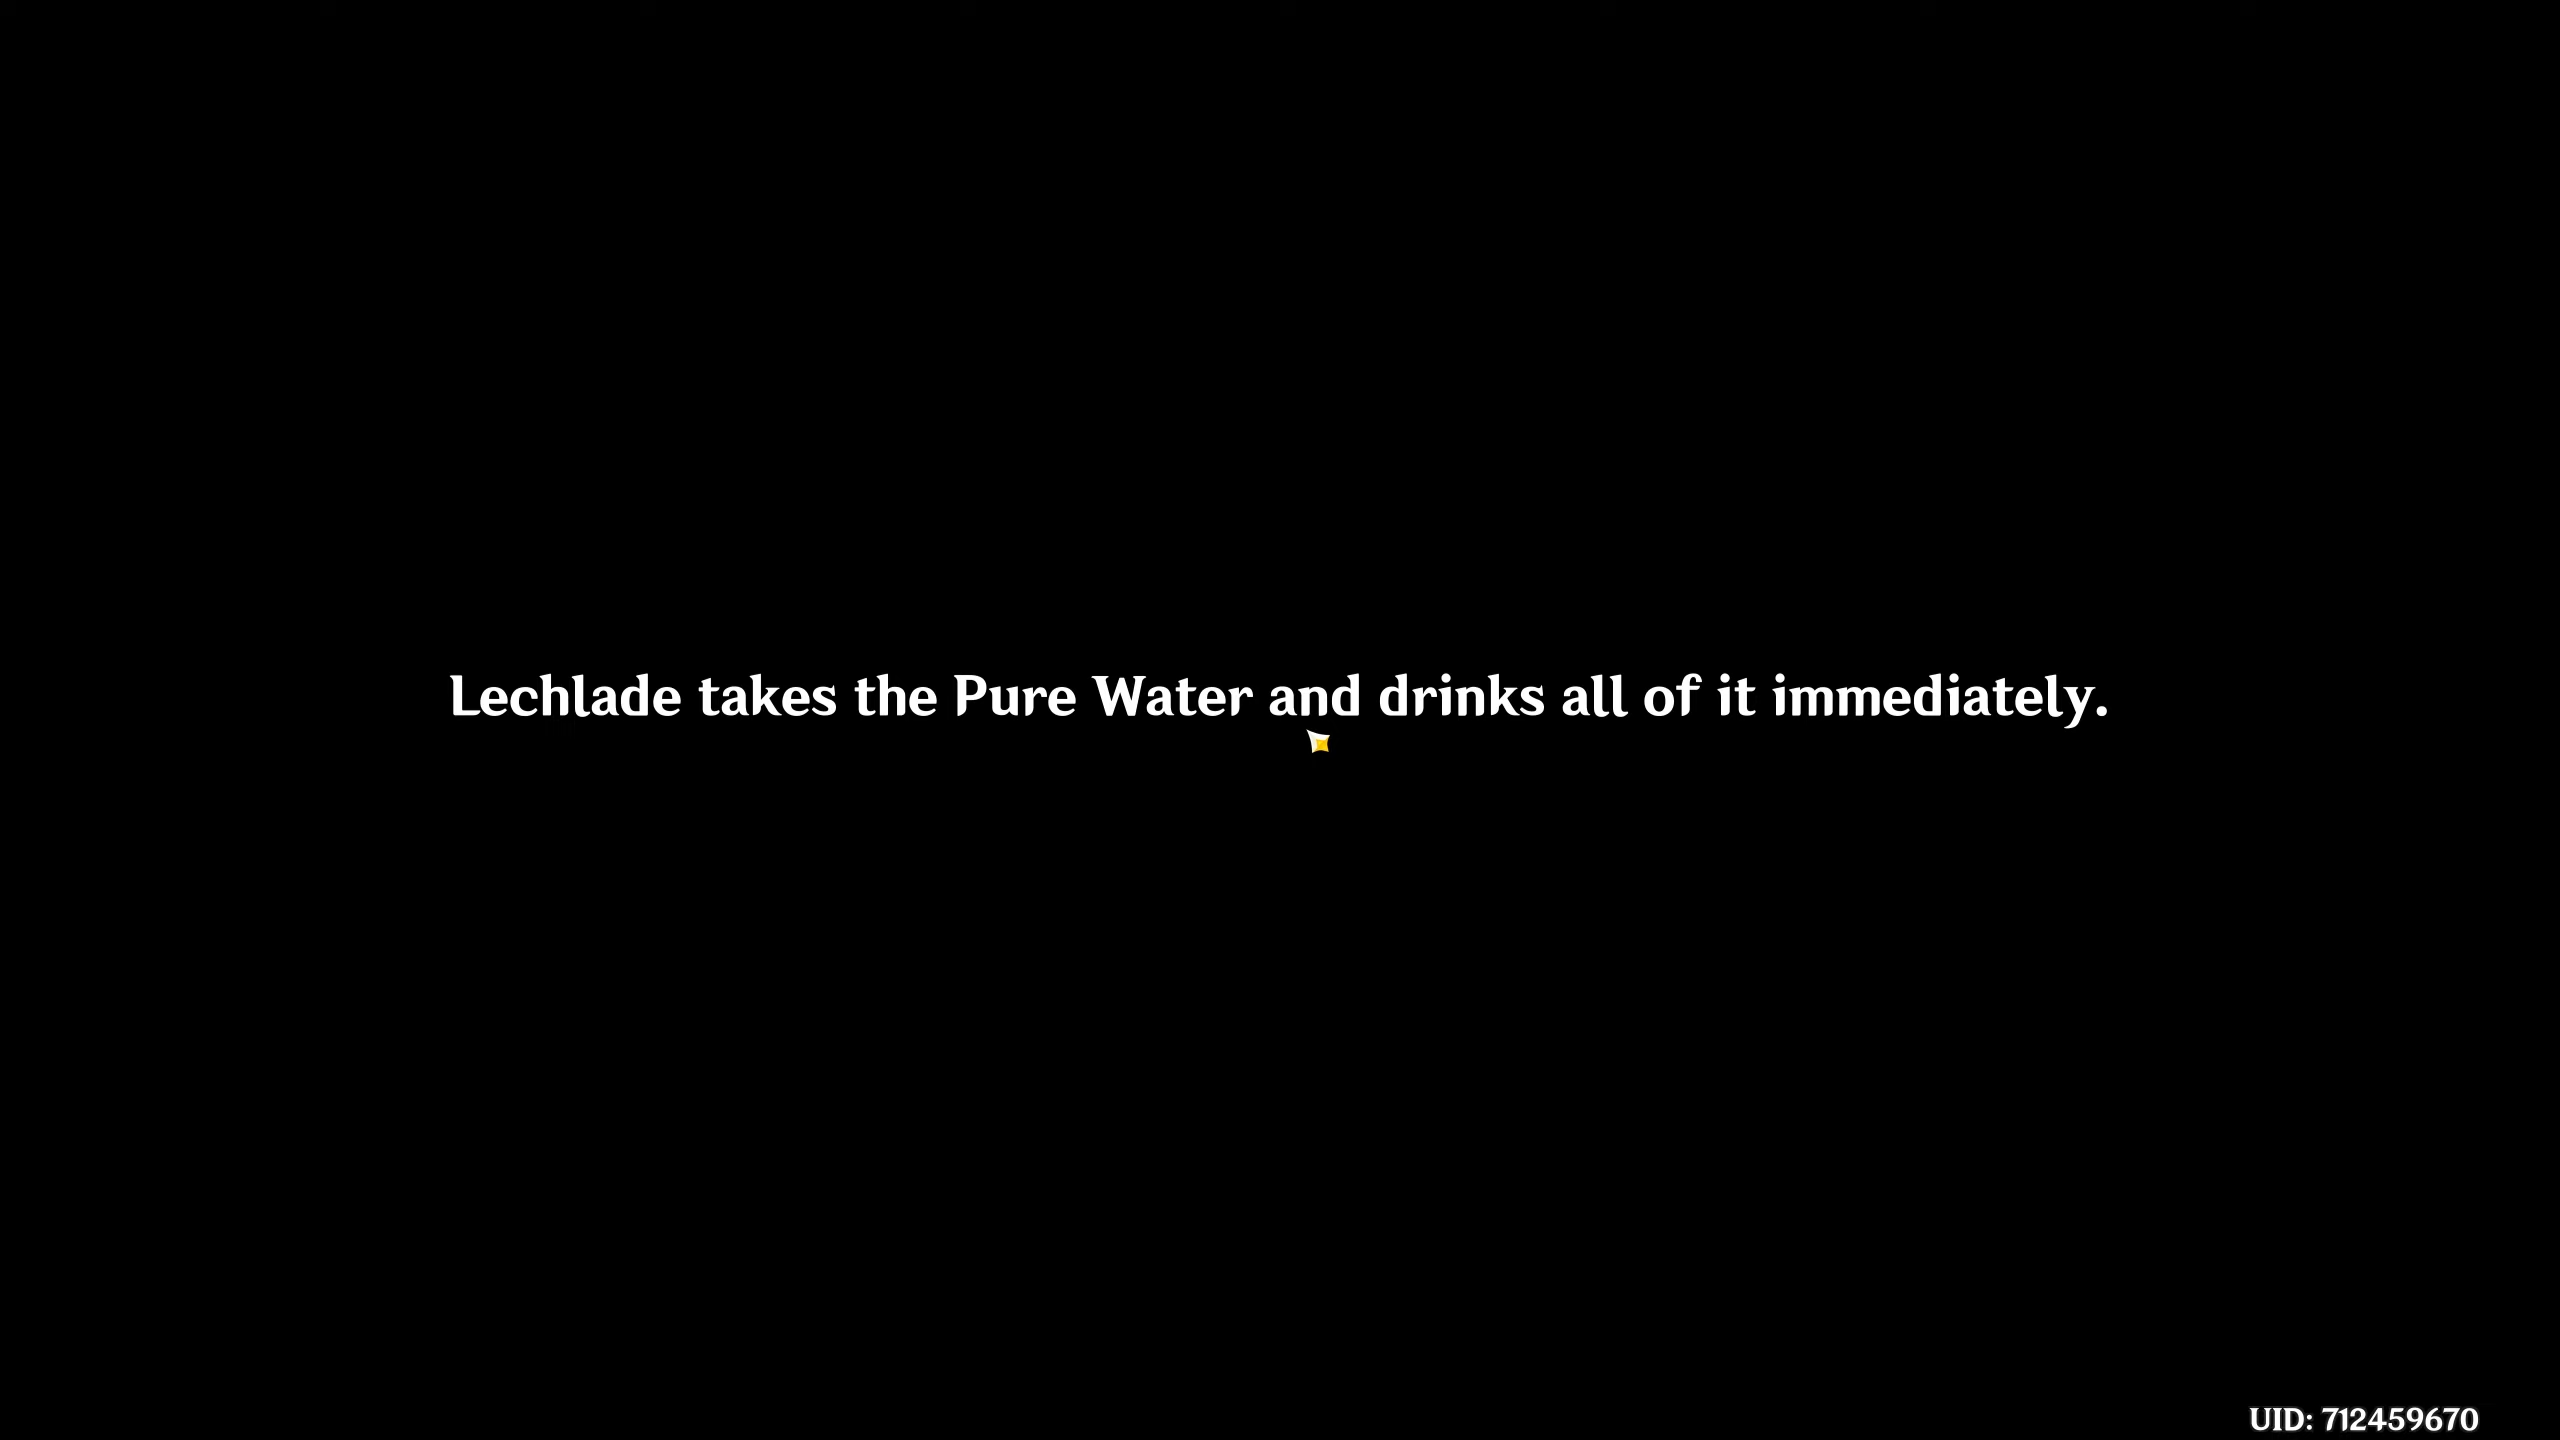 Lechlade takes the Pure Water and drinks all of it immediately.
UID: 712459670